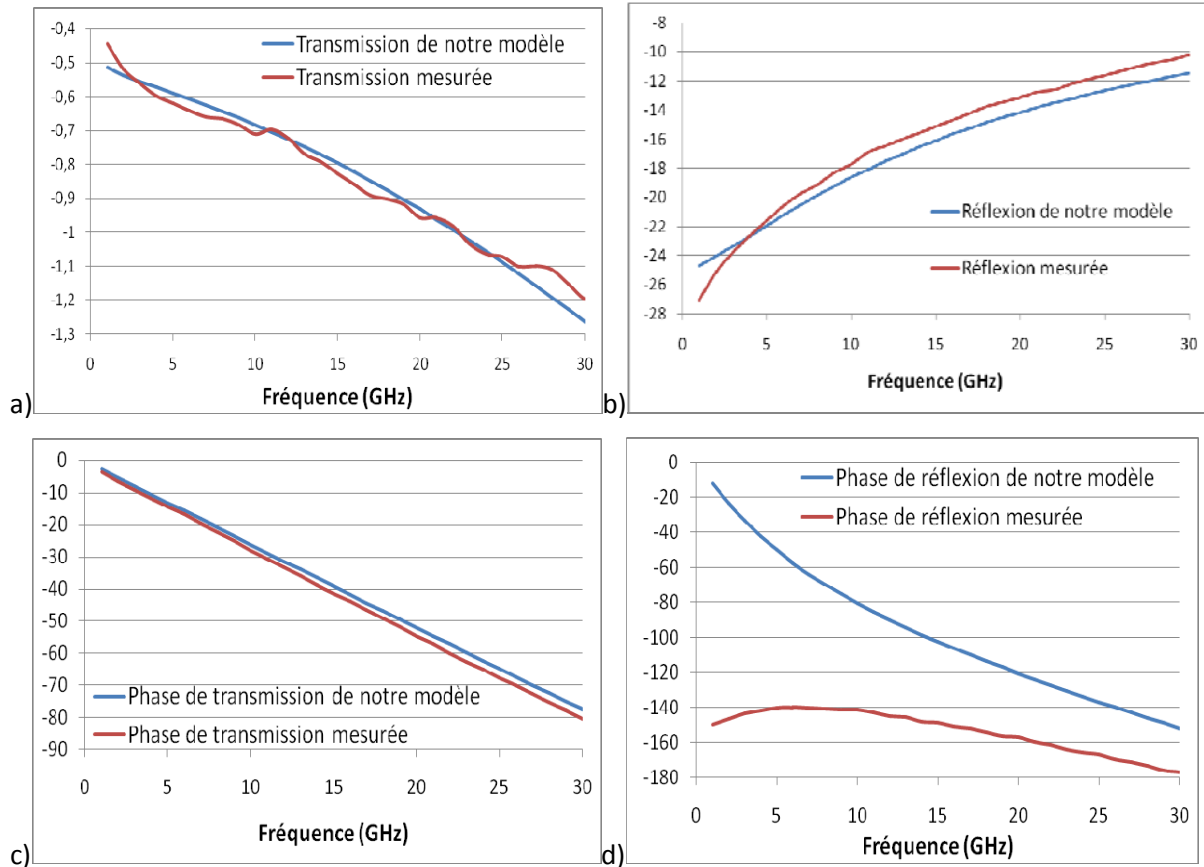 -0,4
-0,5
-0,6
-0,7
-0,8
-0,9
-1
-1,1
-1,2
-1,3
0 5 10 15 20 25 30
Transmission de notre modèle
Transmission mesurée
Fréquence (GHz)
a)
-8
-10
-12
-14
-16
-18
-20
-22
-24
-26
-28
0 5 10 15 20 25 30
Réflexion de notre modèle
Réflexion mesurée
Fréquence (GHz)
b)
0
-10
-20
-30
-40
-50
-60
-70
-80
-90
0 5 10 15 20 25 30
Phase de transmission de notre modèle
Phase de transmission mesurée
Fréquence (GHz)
c)
0
-20
-40
-60
-80
-100
-120
-140
-160
-180
0 5 10 15 20 25 30
Phase de réflexion de notre modèle
Phase de réflexion mesurée
Fréquence (GHz)
d)